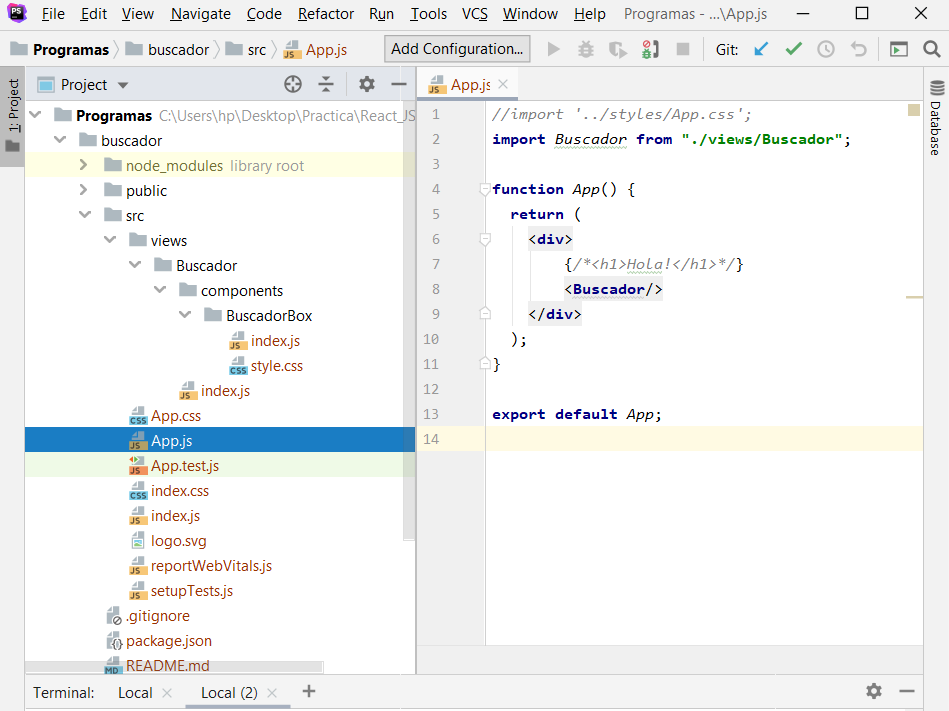 PS File Edit View Navigate Code Refactor Run Tools VCS Window Help Programas - ...\App.js
Programas buscador src App.js Add Configuration... Git:
Project
1: Project
Programas C:\Users\hp\Desktop\Practica\React_JS
buscador
node_modules library root
public
src
views
Buscador
components
BuscadorBox
index.js
style.css
index.js
App.css
App.js
App.test.js
index.css
index.js
logo.svg
reportWebVitals.js
setupTests.js
.gitignore
package.json
README.md
App.js
1 //import '../styles/App.css';
2 import Buscador from "./views/Buscador";
3
4 function App() {
5 return (
6 <div>
7 {/*<h1>Hola!</h1>*/}
8 <Buscador/>
9 </div>
10 );
11 }
12
13 export default App;
14
Database
Terminal: Local Local (2)